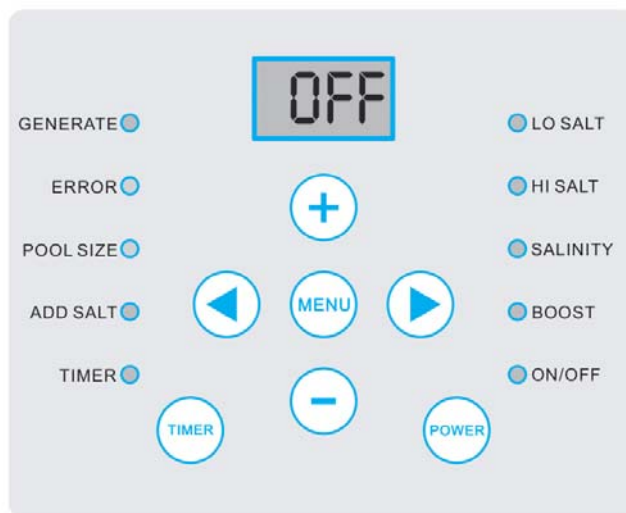 OFF
GENERATE
LO SALT
ERROR
HI SALT
+
POOL SIZE
SALINITY
MENU
ADD SALT
BOOST
TIMER
ON/OFF
-
TIMER
POWER